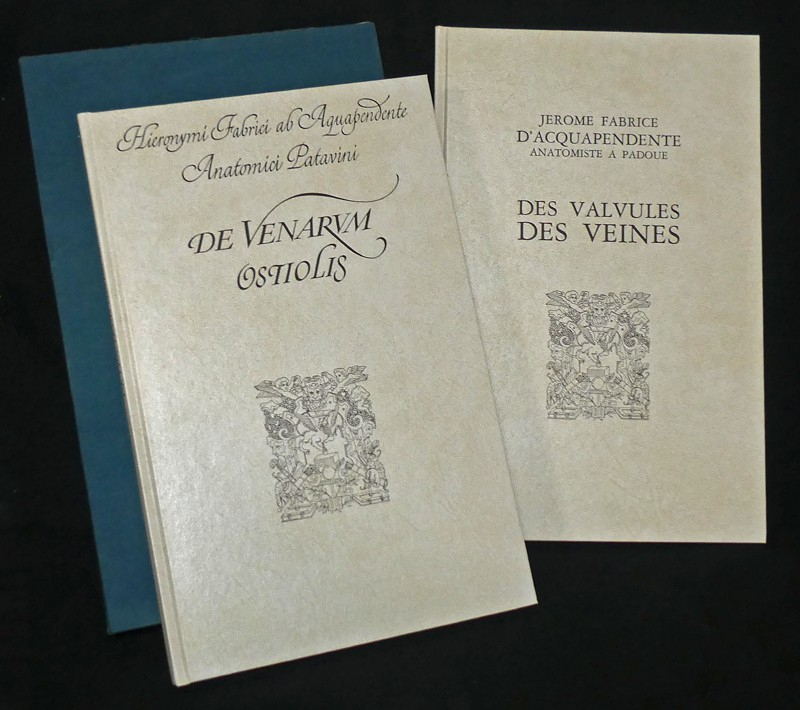 Hieronymi Fabrici ab Aquapendente
Anatomici Patavini
DE VENARVM
OSTIOLIS
JEROME FABRICE
D'ACQUAPENDENTE
ANATOMISTE A PADOUE
DES VALVULES
DES VEINES